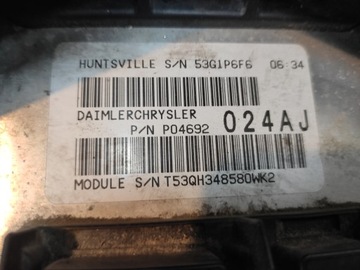 HUNTSVILLE S/N 53G1P6F6 06:34
DAIMLERCHRYSLER
P/N P04692 024AJ
MODULE S/N T53QH348580WK2